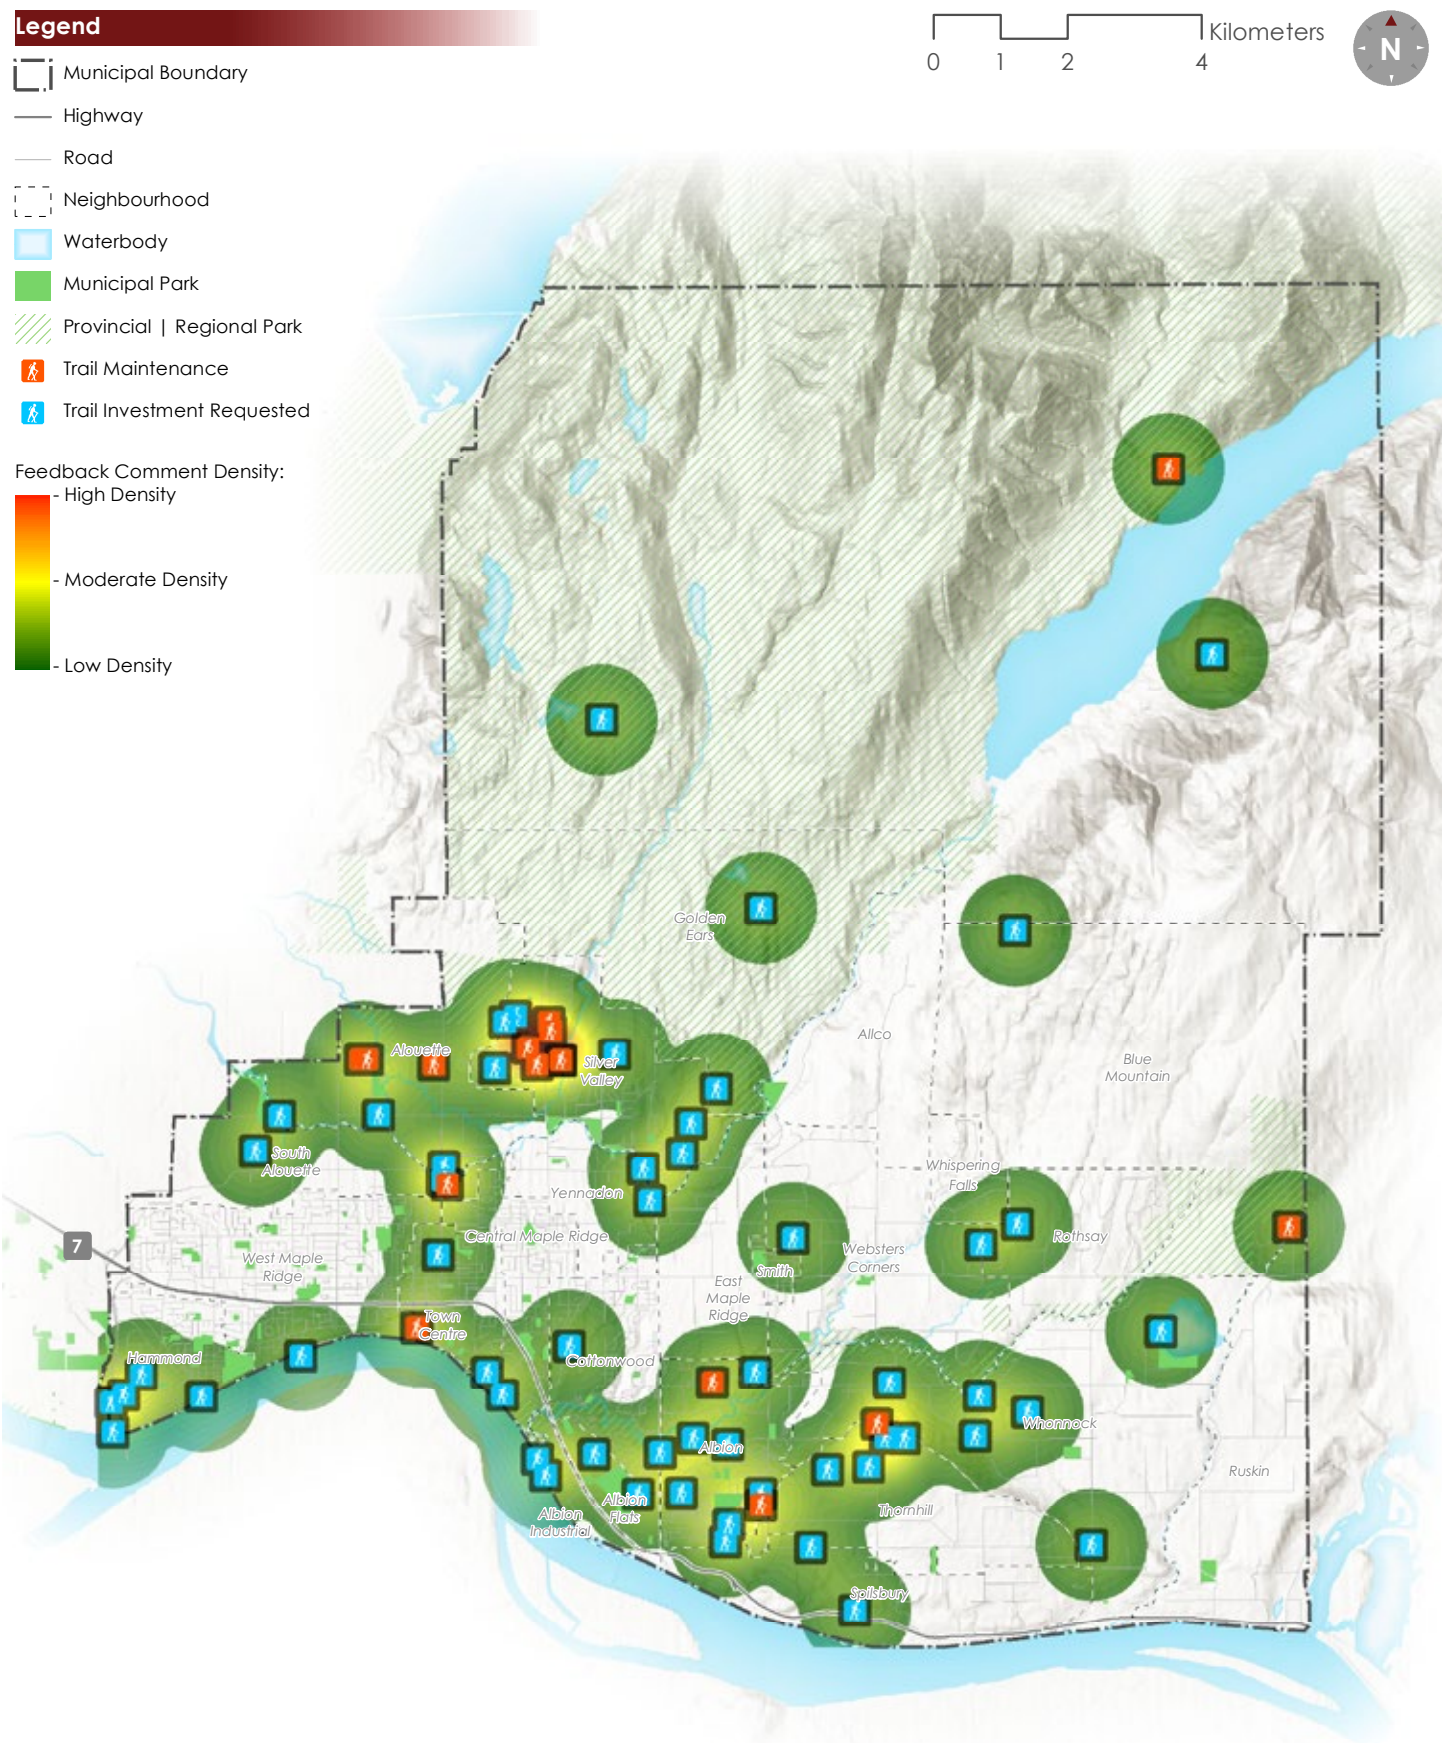 Legend
Municipal Boundary
Highway
Road
Neighbourhood
Waterbody
Municipal Park
Provincial | Regional Park
Trail Maintenance
Trail Investment Requested
Feedback Comment Density:
- High Density
- Moderate Density
- Low Density
Kilometers
0 1 2 4
N
Golden
Ears
Allco
Blue
Mountain
Alouette
Silver
Valley
South
Alouette
Whispering
Falls
Yennadon
7
Central Maple Ridge
West Maple
Ridge
Websters
Corners
Rothsay
Smith
East
Maple
Ridge
Town
Centre
Hammond
Cottonwood
Whonnock
Albion
Ruskin
Albion
Flats
Albion
Industrial
Thornhill
Spilsbury